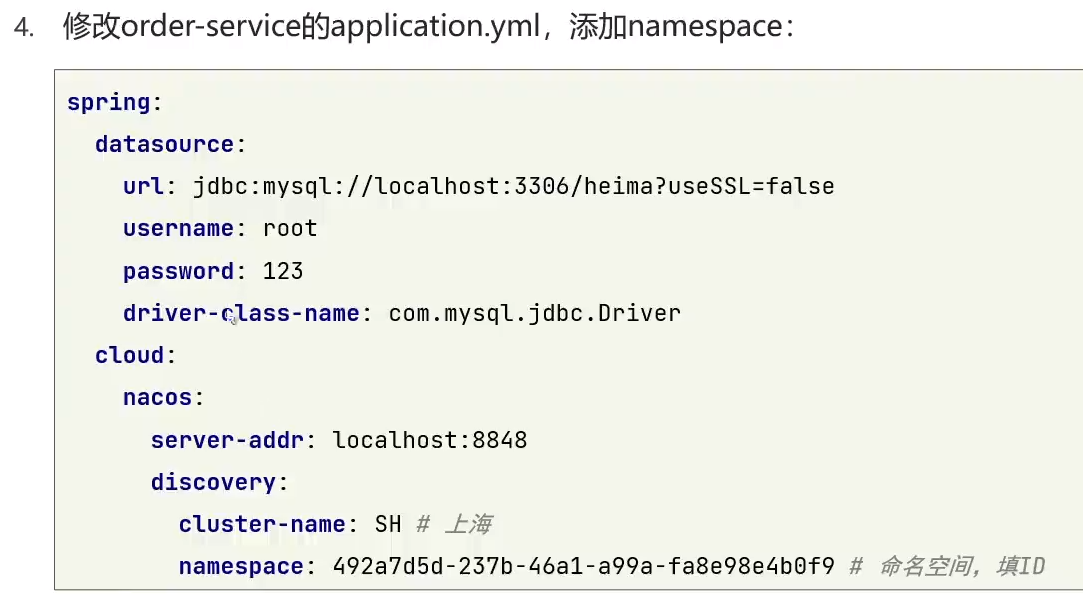 4. 修改order-service的application.yml，添加namespace：
spring:
  datasource:
    url: jdbc:mysql://localhost:3306/heima?useSSL=false
    username: root
    password: 123
    driver-class-name: com.mysql.jdbc.Driver
  cloud:
    nacos:
      server-addr: localhost:8848
      discovery:
        cluster-name: SH # 上海
        namespace: 492a7d5d-237b-46a1-a99a-fa8e98e4b0f9 # 命名空间，填ID